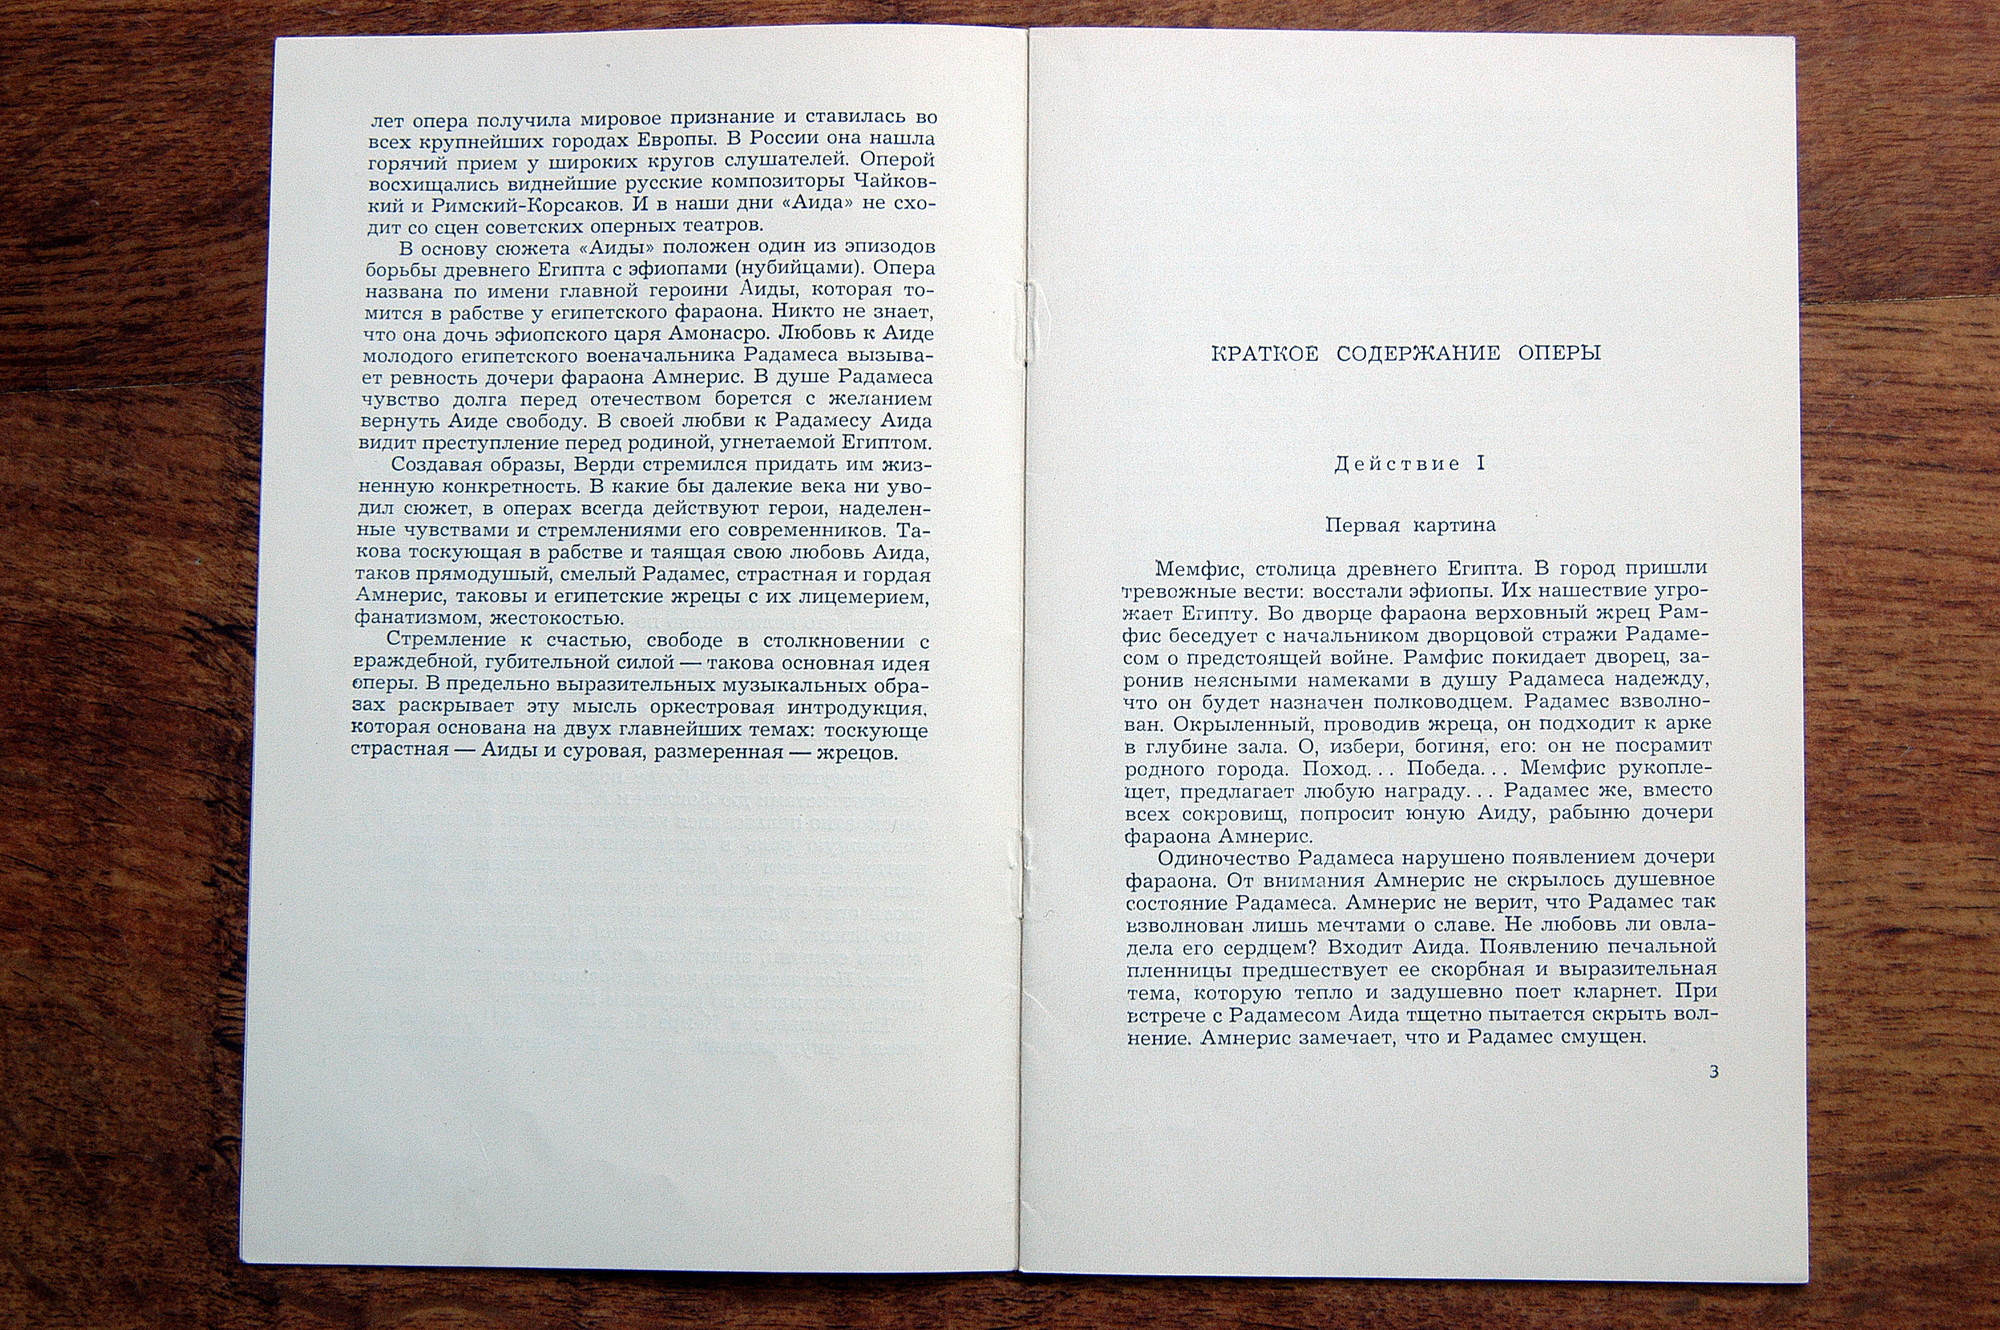 лет опера получила мировое признание и ставилась во
всех крупнейших городах Европы. В России она нашла
горячий прием у широких кругов слушателей. Оперой
восхищались виднейшие русские композиторы Чайков-
кий и Римский-Корсаков. И в наши дни «Аида» не схо-
дит со сцен советских оперных театров.
В основу сюжета «Аиды» положен один из эпизодов
борьбы древнего Египта с эфиопами (нубийцами). Опера
названа по имени главной героини Аиды, которая то-
мится в рабстве у египетского фараона. Никто не знает,
что она дочь эфиопского царя Амонасро. Любовь к Аиде
молодого египетского военачальника Радамеса вызыва-
ет ревность дочери фараона Амнерис. В душе Радамеса
чувство долга перед отечеством борется с желанием
вернуть Аиде свободу. В своей любви к Радамесу Аида
видит преступление перед родиной, угнетаемой Египтом.
Создавая образы, Верди стремился придать им жиз-
ненную конкретность. В какие бы далекие века ни уво-
дил сюжет, в операх всегда действуют герои, наделен-
ные чувствами и стремлениями его современников. Та-
кова тоскующая в рабстве и таящая свою любовь Аида,
таков прямодушый, смелый Радамес, страстная и гордая
Амнерис, таковы и египетские жрецы с их лицемерием,
фанатизмом, жестокостью.
Стремление к счастью, свободе в столкновении с
враждебной, губительной силой — такова основная идея
оперы. В предельно выразительных музыкальных обра-
зах раскрывает эту мысль оркестровая интродукция,
которая основана на двух главнейших темах: тоскующе
страстная — Аиды и суровая, размеренная — жрецов.
КРАТКОЕ СОДЕРЖАНИЕ ОПЕРЫ
Действие I
Первая картина
Мемфис, столица древнего Египта. В город пришли
тревожные вести: восстали эфиопы. Их нашествие угро-
жает Египту. Во дворце фараона верховный жрец Рам-
фис беседует с начальником дворцовой стражи Радаме-
сом о предстоящей войне. Рамфис покидает дворец, за-
ронив неясными намеками в душу Радамеса надежду,
что он будет назначен полководцем. Радамес взволно-
ван. Окрыленный, проводив жреца, он подходит к арке
в глубине зала. О, избери, богиня, его: он не посрамит
родного города. Поход... Победа... Мемфис рукопле-
щет, предлагает любую награду... Радамес же, вместо
всех сокровищ, попросит юную Аиду, рабыню дочери
фараона Амнерис.
Одиночество Радамеса нарушено появлением дочери
фараона. От внимания Амнерис не скрылось душевное
состояние Радамеса. Амнерис не верит, что Радамес так
взволнован лишь мечтами о славе. Не любовь ли овла-
дела его сердцем? Входит Аида. Появлению печальной
пленницы предшествует ее скорбная и выразительная
тема, которую тепло и задушевно поет кларнет. При
встрече с Радамесом Аида тщетно пытается скрыть вол-
нение. Амнерис замечает, что и Радамес смущен.
3